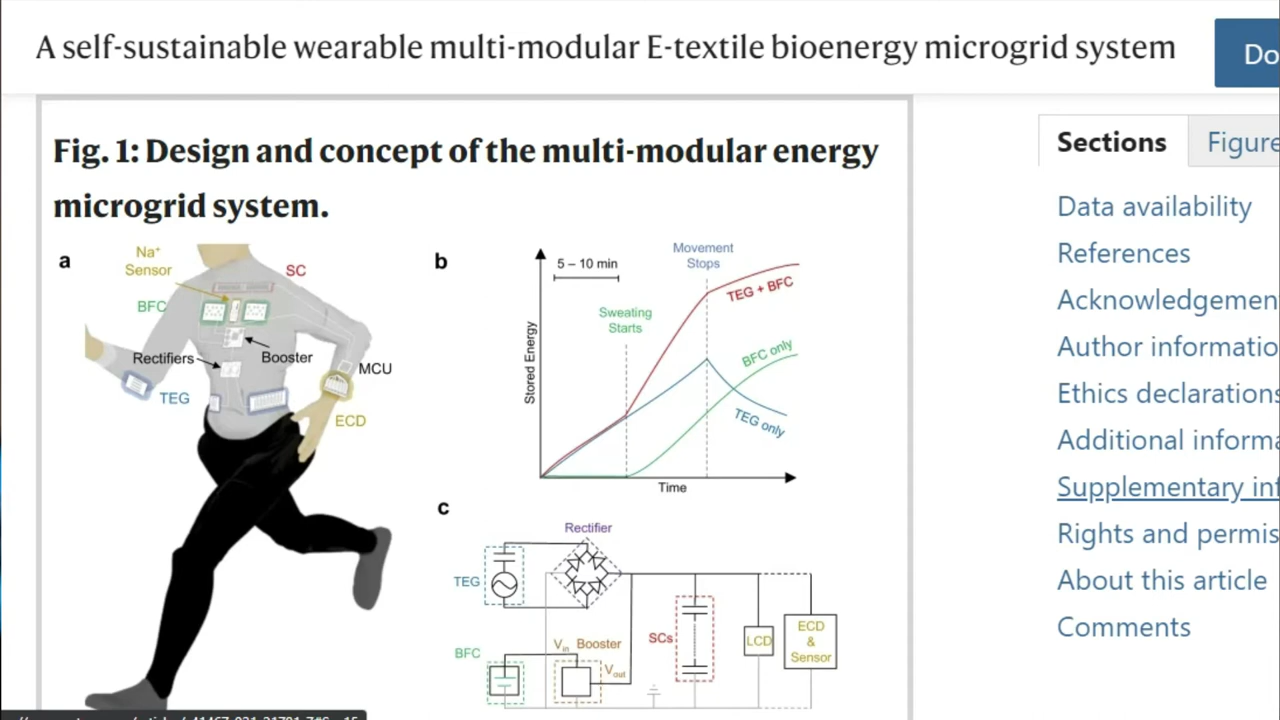 A self-sustainable wearable multi-modular E-textile bioenergy microgrid system
Do
Fig. 1: Design and concept of the multi-modular energy
microgrid system.
a
Na⁺
Sensor
SC
BFC
Rectifiers
Booster
MCU
TEG
ECD
b
5 – 10 min
Movement
Stops
Sweating
Starts
TEG + BFC
BFC only
TEG only
Stored Energy
Time
c
Rectifier
TEG
BFC
Vin Booster
Vout
SCs
LCD
ECD
&
Sensor
Sections
Figure
Data availability
References
Acknowledgemen
Author informatio
Ethics declarations
Additional informa
Supplementary inf
Rights and permis
About this article
Comments